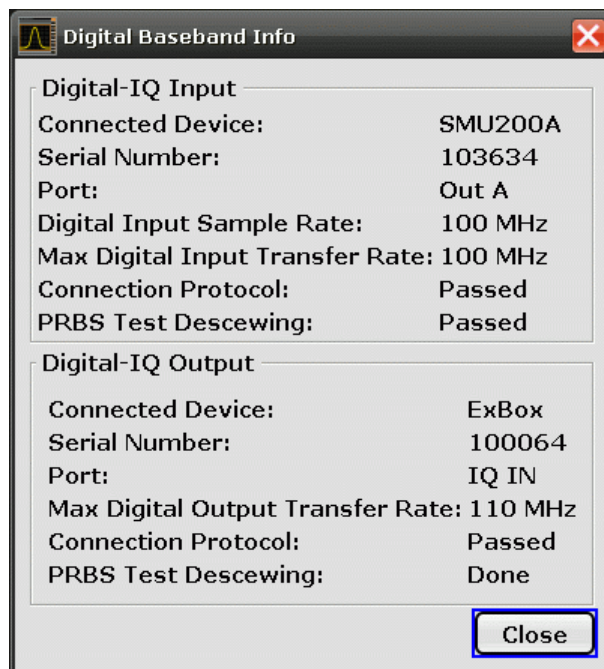 Digital Baseband Info
Digital-IQ Input
Connected Device: SMU200A
Serial Number: 103634
Port: Out A
Digital Input Sample Rate: 100 MHz
Max Digital Input Transfer Rate: 100 MHz
Connection Protocol: Passed
PRBS Test Descewing: Passed
Digital-IQ Output
Connected Device: ExBox
Serial Number: 100064
Port: IQ IN
Max Digital Output Transfer Rate: 110 MHz
Connection Protocol: Passed
PRBS Test Descewing: Done
Close